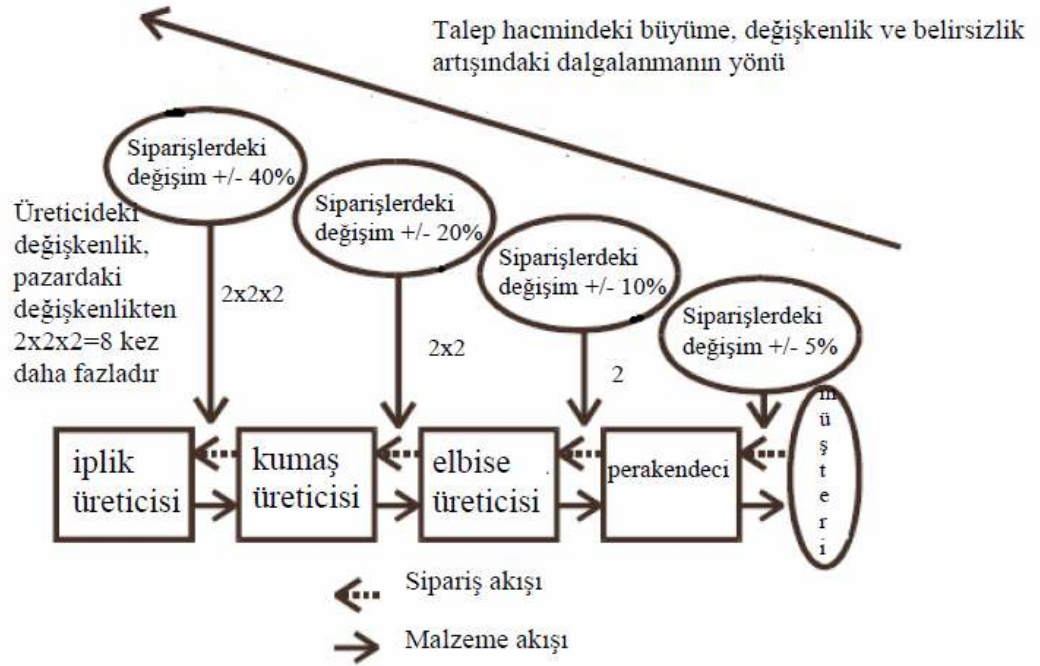 Talep hacmindeki büyüme, değişkenlik ve belirsizlik
artışındaki dalgalanmanın yönü
Siparişlerdeki
değişim +/- 40%
Siparişlerdeki
değişim +/- 20%
Siparişlerdeki
değişim +/- 10%
Siparişlerdeki
değişim +/- 5%
Üreticideki
değişkenlik,
pazardaki
değişkenlikten
2x2x2=8 kez
daha fazladır
2x2x2
2x2
2
iplik
üreticisi
kumaş
üreticisi
elbise
üreticisi
perakendeci
müşteri
Sipariş akışı
Malzeme akışı